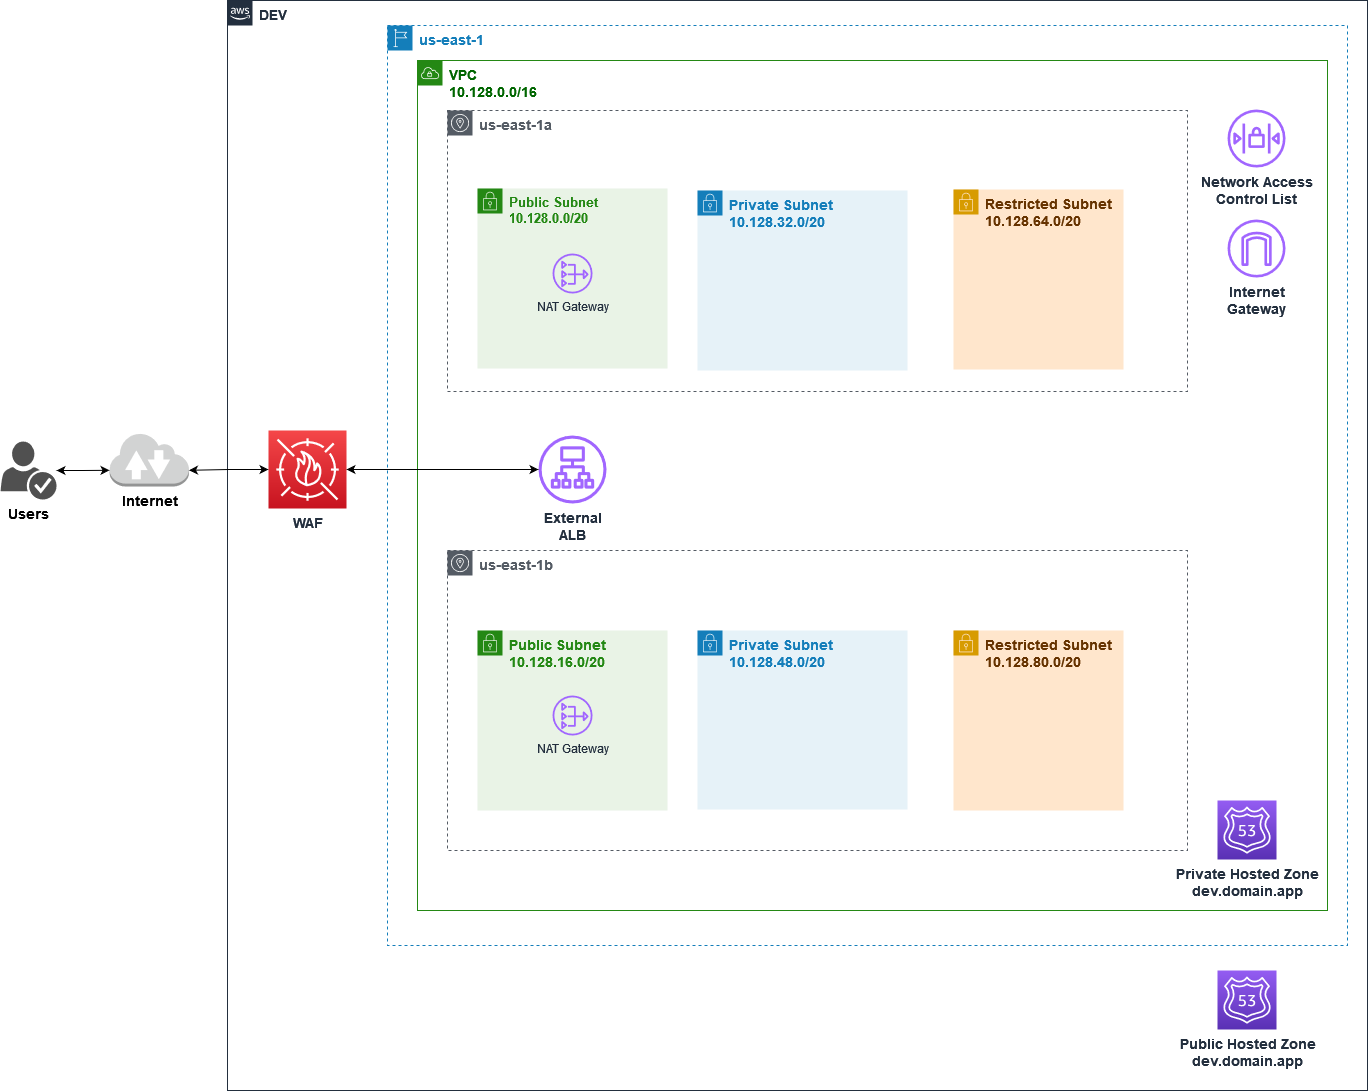 aws
DEV
us-east-1
VPC
10.128.0.0/16
us-east-1a
Public Subnet
10.128.0.0/20
NAT Gateway
Private Subnet
10.128.32.0/20
Restricted Subnet
10.128.64.0/20
Network Access
Control List
Internet
Gateway
Users
Internet
WAF
External
ALB
us-east-1b
Public Subnet
10.128.16.0/20
NAT Gateway
Private Subnet
10.128.48.0/20
Restricted Subnet
10.128.80.0/20
53
Private Hosted Zone
dev.domain.app
53
Public Hosted Zone
dev.domain.app